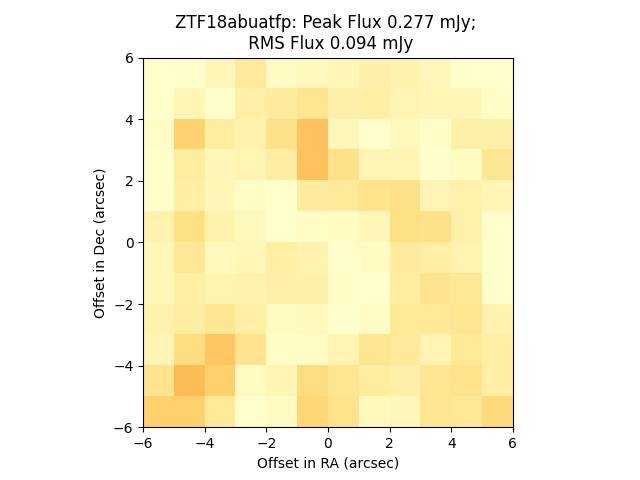 ZTF18abuatfp: Peak Flux 0.277 mJy;
RMS Flux 0.094 mJy
6
4
2
0
−2
−4
−6
Offset in Dec (arcsec)
−6 −4 −2 0 2 4 6
Offset in RA (arcsec)